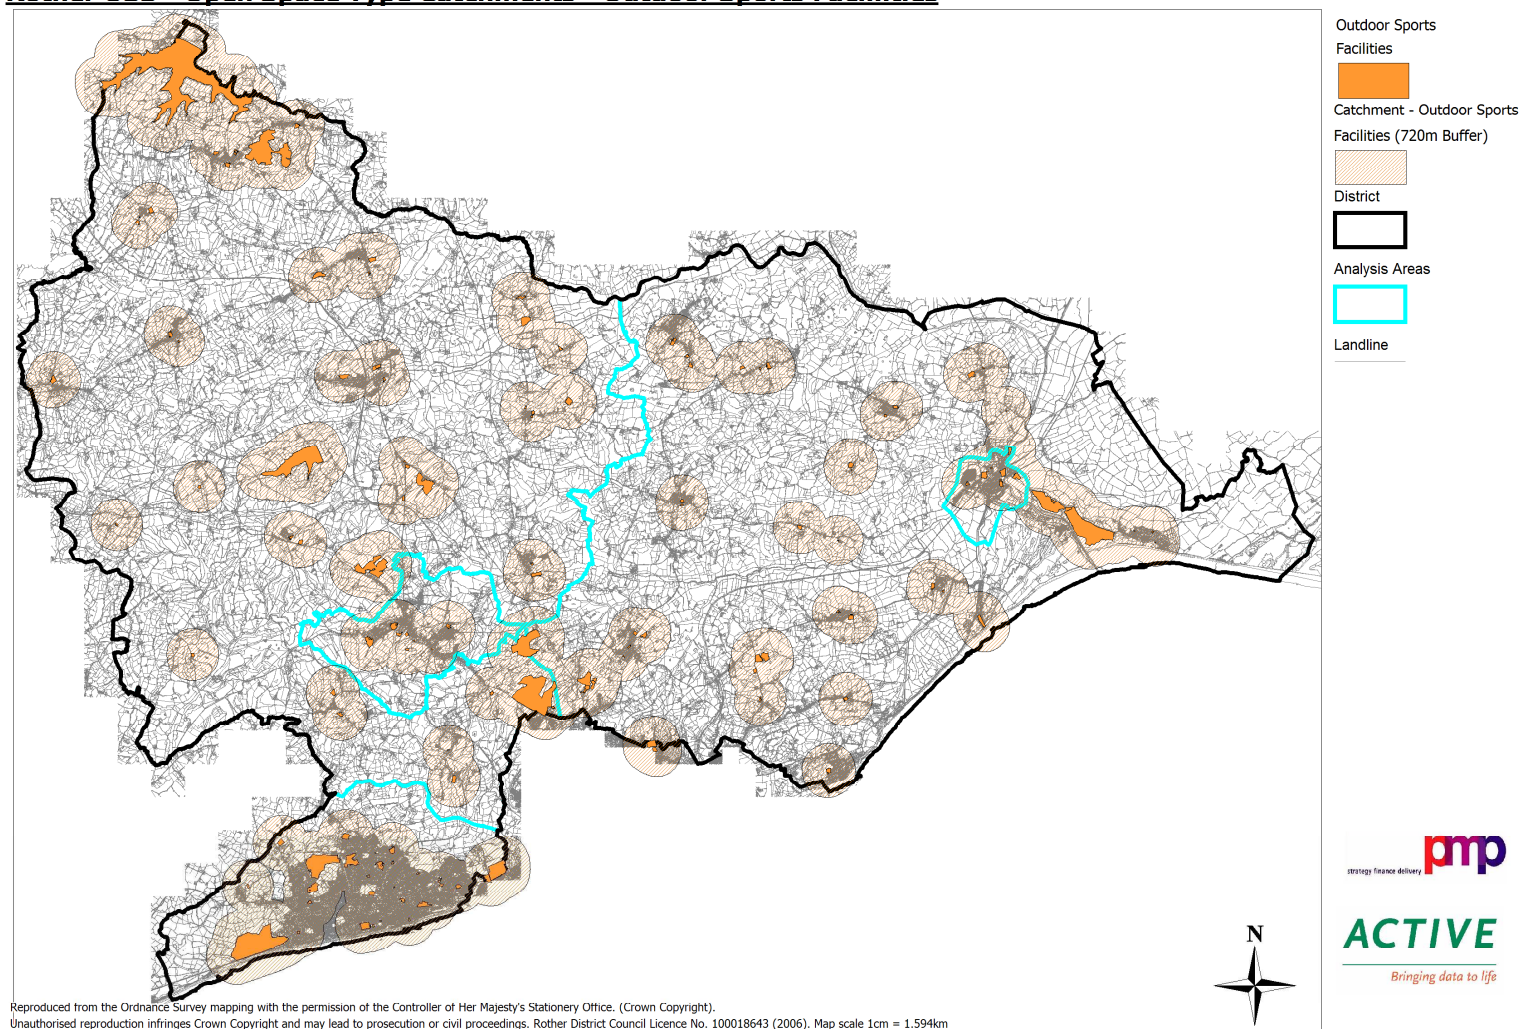 Outdoor Sports
Facilities
Catchment - Outdoor Sports
Facilities (720m Buffer)
District
Analysis Areas
Landline
pmp
strategy finance delivery
ACTIVE
Bringing data to life
N
Reproduced from the Ordnance Survey mapping with the permission of the Controller of Her Majesty's Stationery Office. (Crown Copyright).
Unauthorised reproduction infringes Crown Copyright and may lead to prosecution or civil proceedings. Rother District Council Licence No. 100018643 (2006). Map scale 1cm = 1.594km